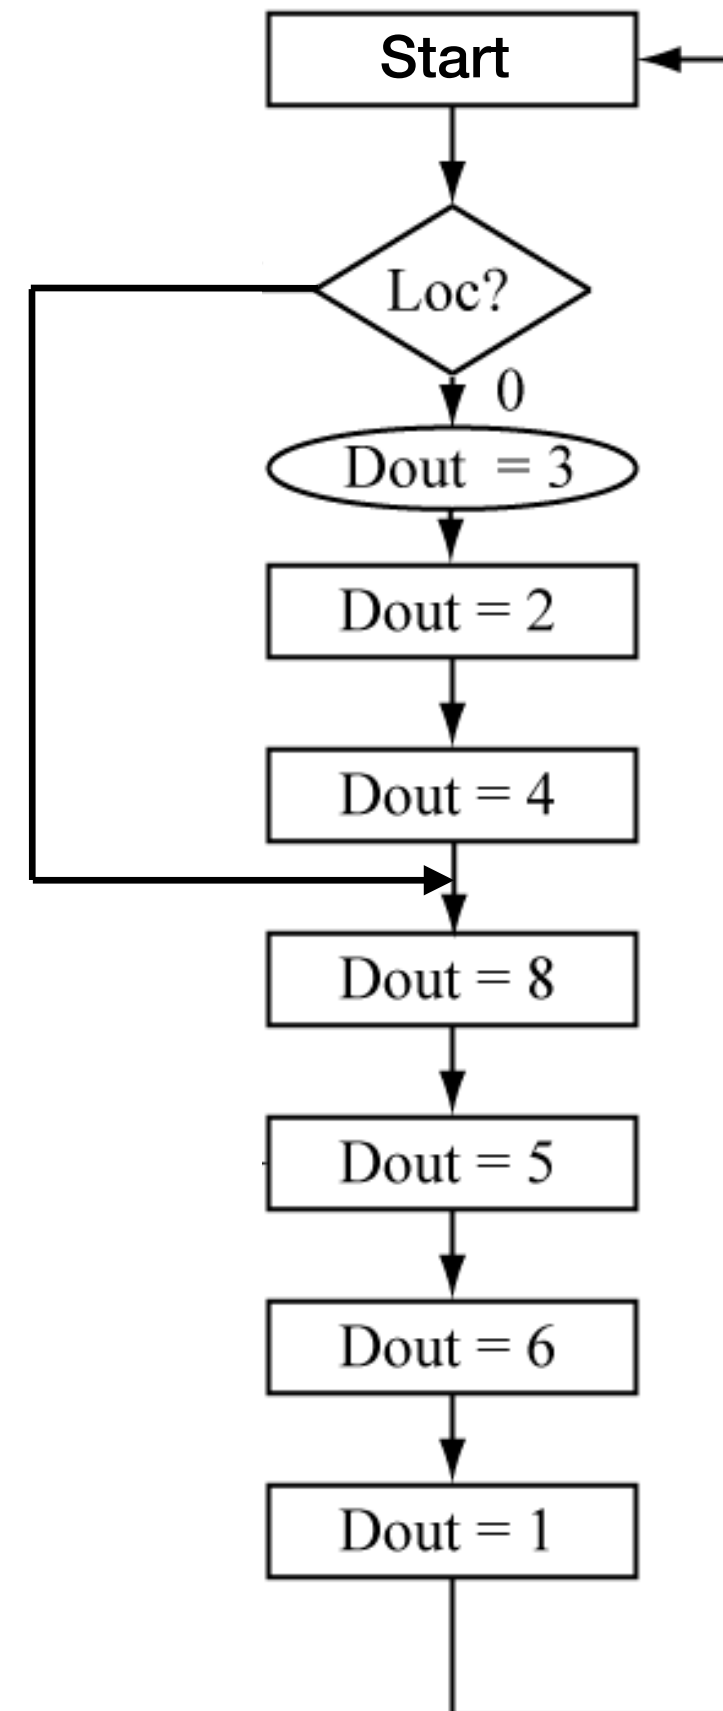 Start
Loc?
0
Dout = 3
Dout = 2
Dout = 4
Dout = 8
Dout = 5
Dout = 6
Dout = 1